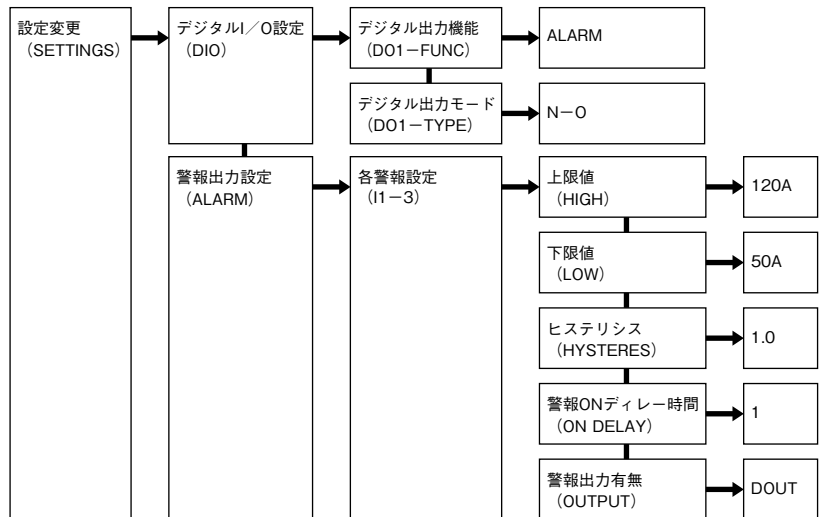 設定変更
（SETTINGS）
デジタルI／O設定
（DIO）
デジタル出力機能
（DO1－FUNC）
ALARM
デジタル出力モード
（DO1－TYPE）
N－O
警報出力設定
（ALARM）
各警報設定
（I1－3）
上限値
（HIGH）
120A
下限値
（LOW）
50A
ヒステリシス
（HYSTERES）
1.0
警報ONディレー時間
（ON DELAY）
1
警報出力有無
（OUTPUT）
DOUT